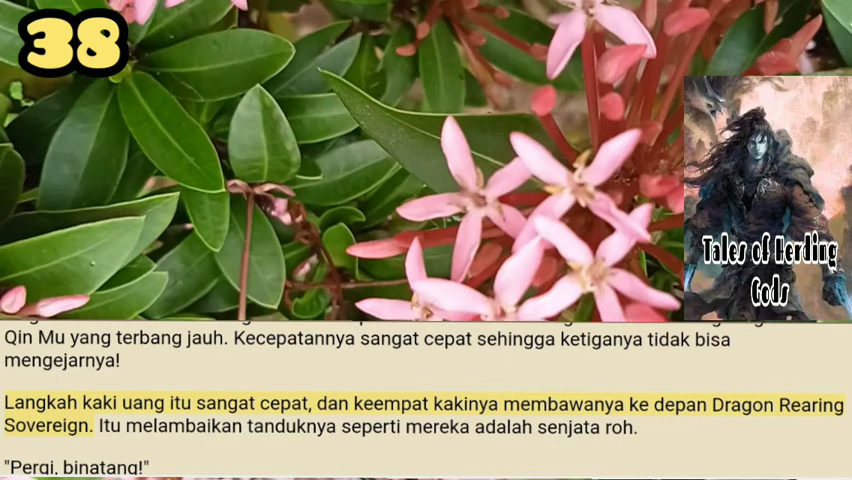 38
Tales of Herding
Gods
Qin Mu yang terbang jauh. Kecepatannya sangat cepat sehingga ketiganya tidak bisa
mengejarnya!
Langkah kaki uang itu sangat cepat, dan keempat kakinya membawanya ke depan Dragon Rearing
Sovereign. Itu melambaikan tanduknya seperti mereka adalah senjata roh.
"Pergi, binatang!"